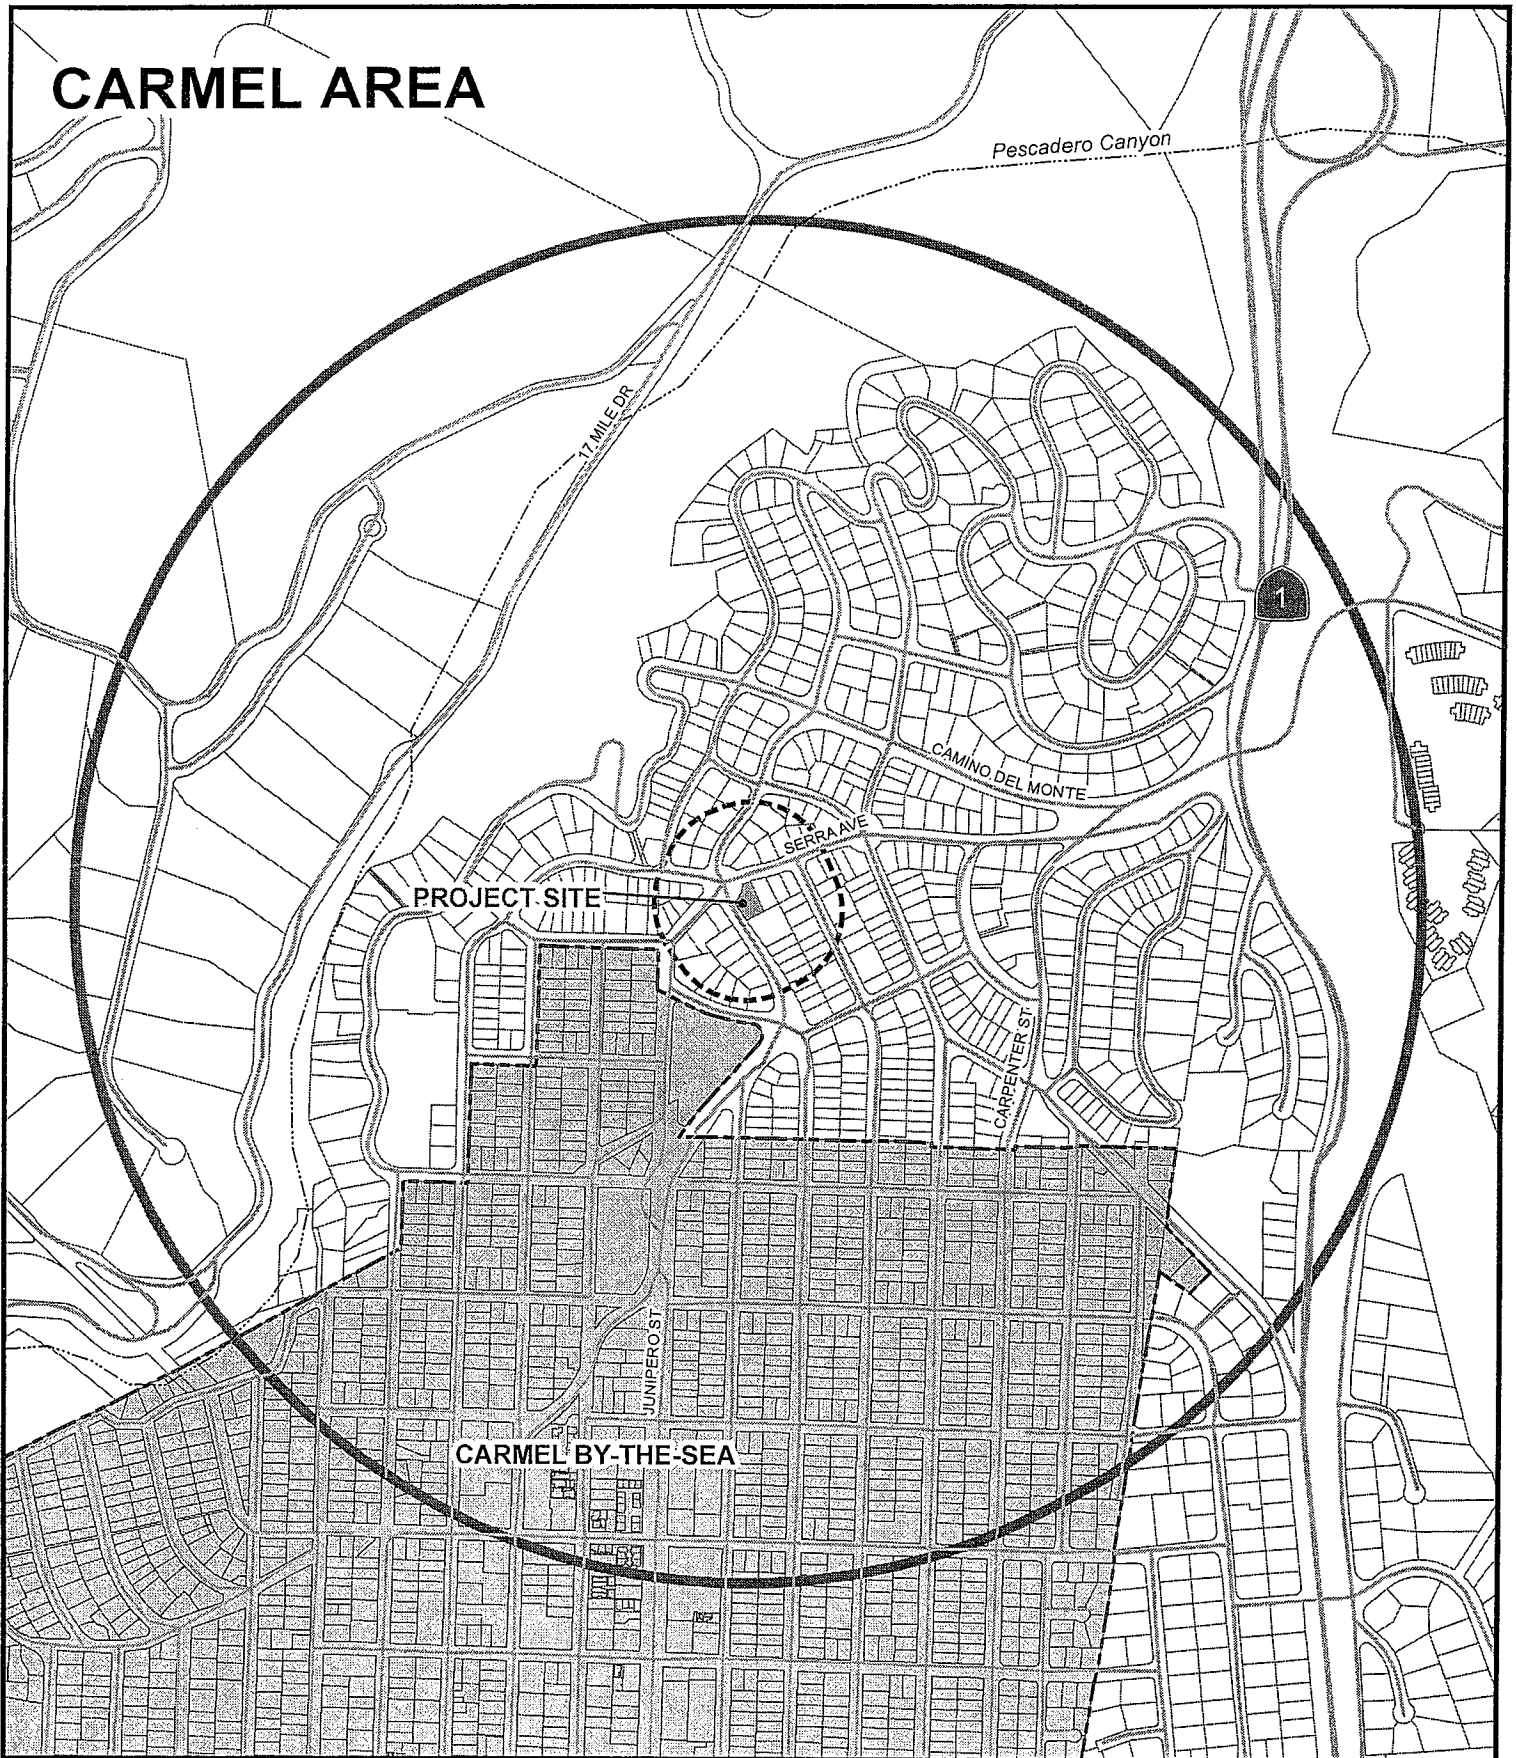 CARMEL AREA
Pescadero Canyon
17 MILE DR
1
CAMINO DEL MONTE
SERRA AVE
PROJECT SITE
CARPENTER ST
JUNIPERO ST
CARMEL BY-THE-SEA